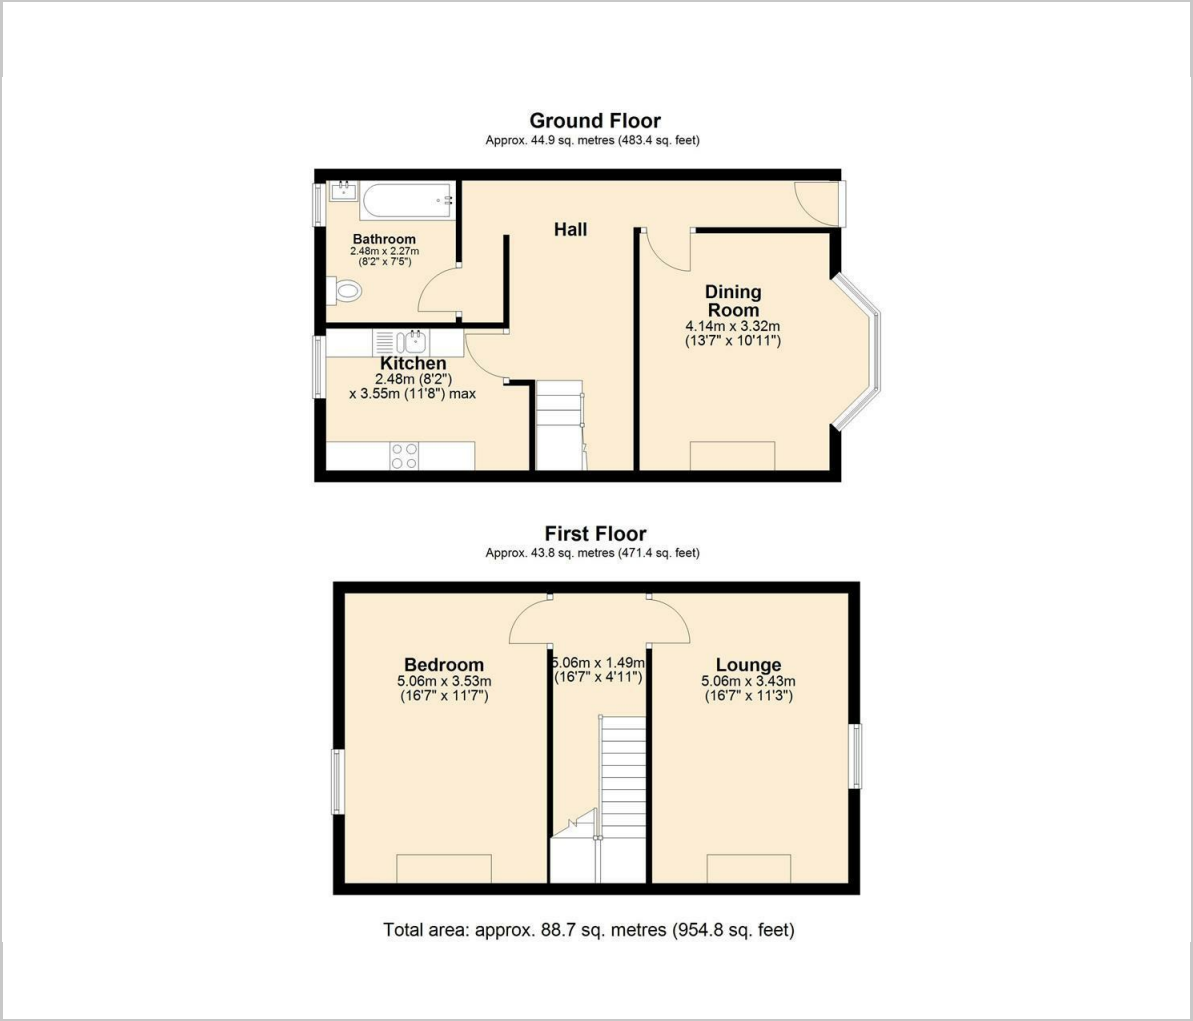 Ground Floor
Approx. 44.9 sq. metres (483.4 sq. feet)
Hall
Bathroom
2.48m x 2.27m
(8'2" x 7'5")
Dining
Room
4.14m x 3.32m
(13'7" x 10'11")
Kitchen
2.48m (8'2")
x 3.55m (11'8") max
First Floor
Approx. 43.8 sq. metres (471.4 sq. feet)
Bedroom
5.06m x 3.53m
(16'7" x 11'7")
5.06m x 1.49m
(16'7" x 4'11")
Lounge
5.06m x 3.43m
(16'7" x 11'3")
Total area: approx. 88.7 sq. metres (954.8 sq. feet)